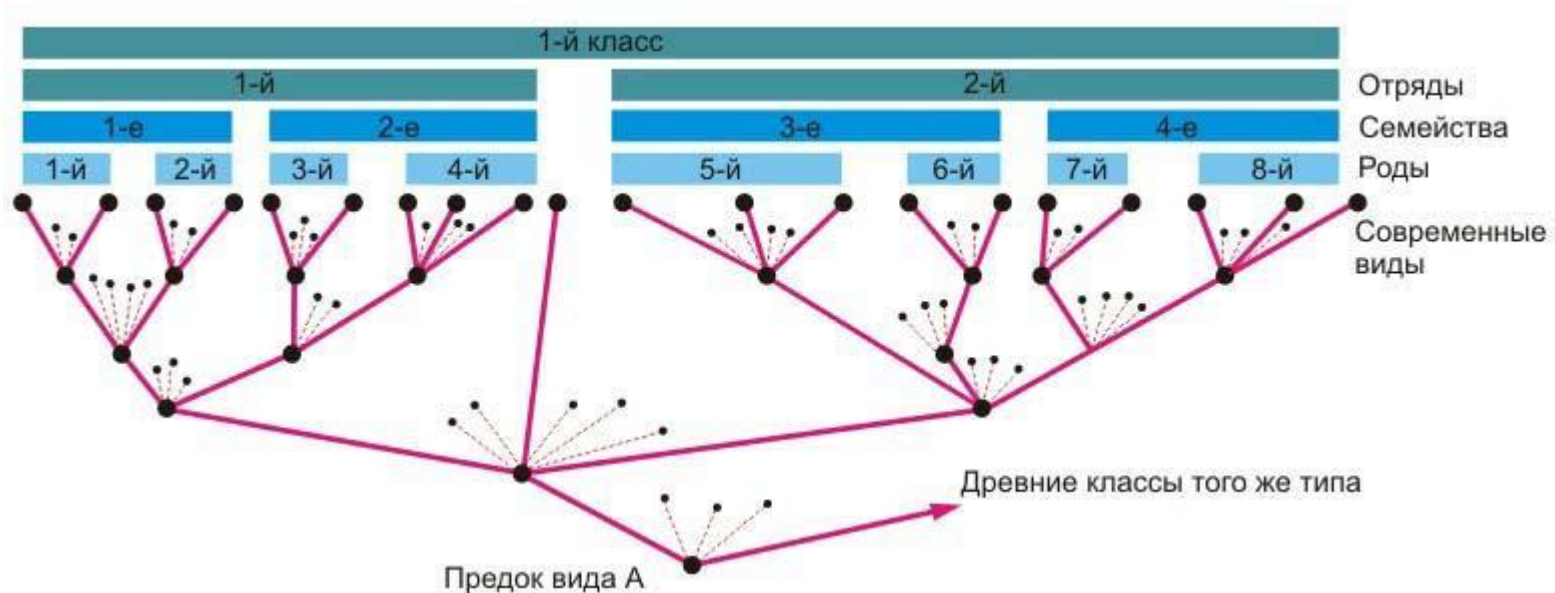 1-й класс
1-й 2-й Отряды
1-е 2-е 3-е 4-е Семейства
1-й 2-й 3-й 4-й 5-й 6-й 7-й 8-й Роды
Современные
виды
Древние классы того же типа
Предок вида А